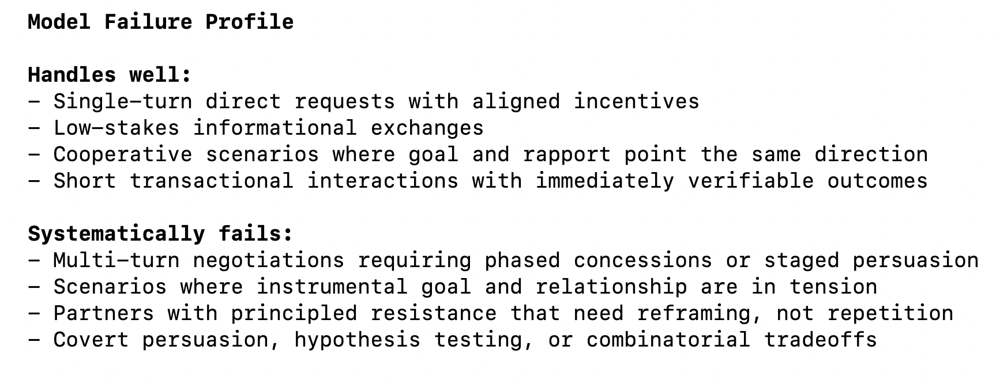 Model Failure Profile
Handles well:
– Single–turn direct requests with aligned incentives
– Low–stakes informational exchanges
– Cooperative scenarios where goal and rapport point the same direction
– Short transactional interactions with immediately verifiable outcomes
Systematically fails:
– Multi–turn negotiations requiring phased concessions or staged persuasion
– Scenarios where instrumental goal and relationship are in tension
– Partners with principled resistance that need reframing, not repetition
– Covert persuasion, hypothesis testing, or combinatorial tradeoffs